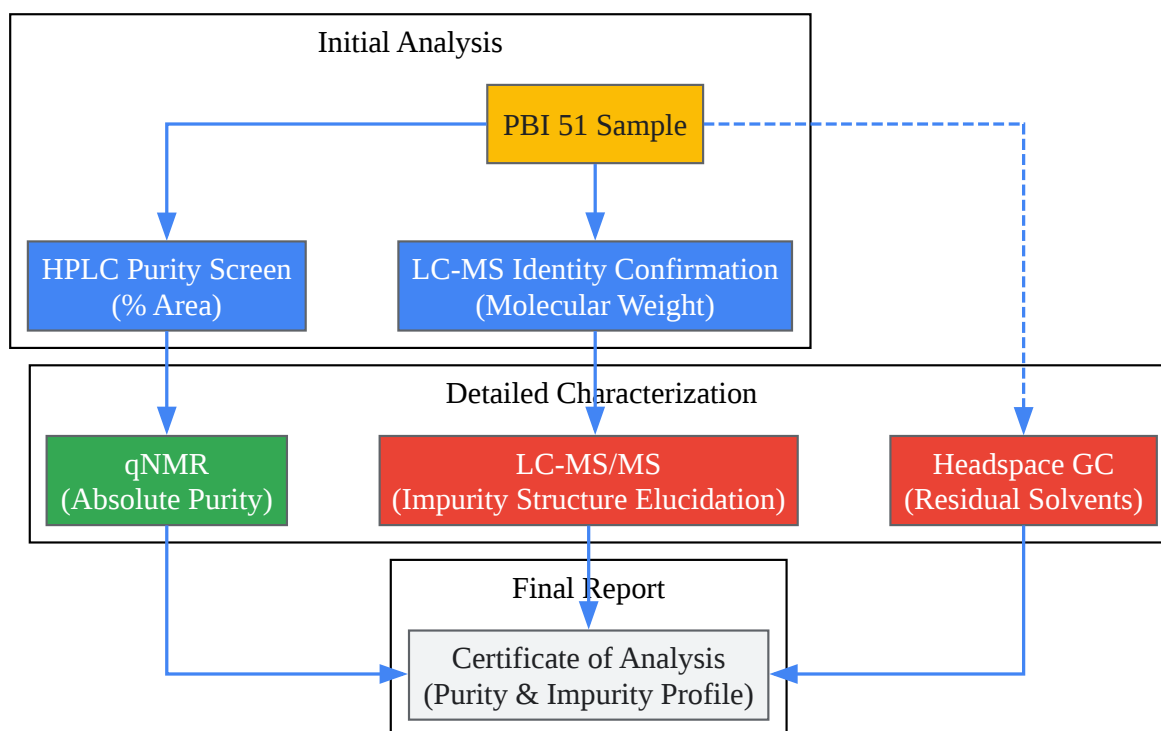 Initial Analysis
PBI 51 Sample
HPLC Purity Screen
(% Area)
LC-MS Identity Confirmation
(Molecular Weight)
Detailed Characterization
qNMR
(Absolute Purity)
LC-MS/MS
(Impurity Structure Elucidation)
Headspace GC
(Residual Solvents)
Final Report
Certificate of Analysis
(Purity & Impurity Profile)